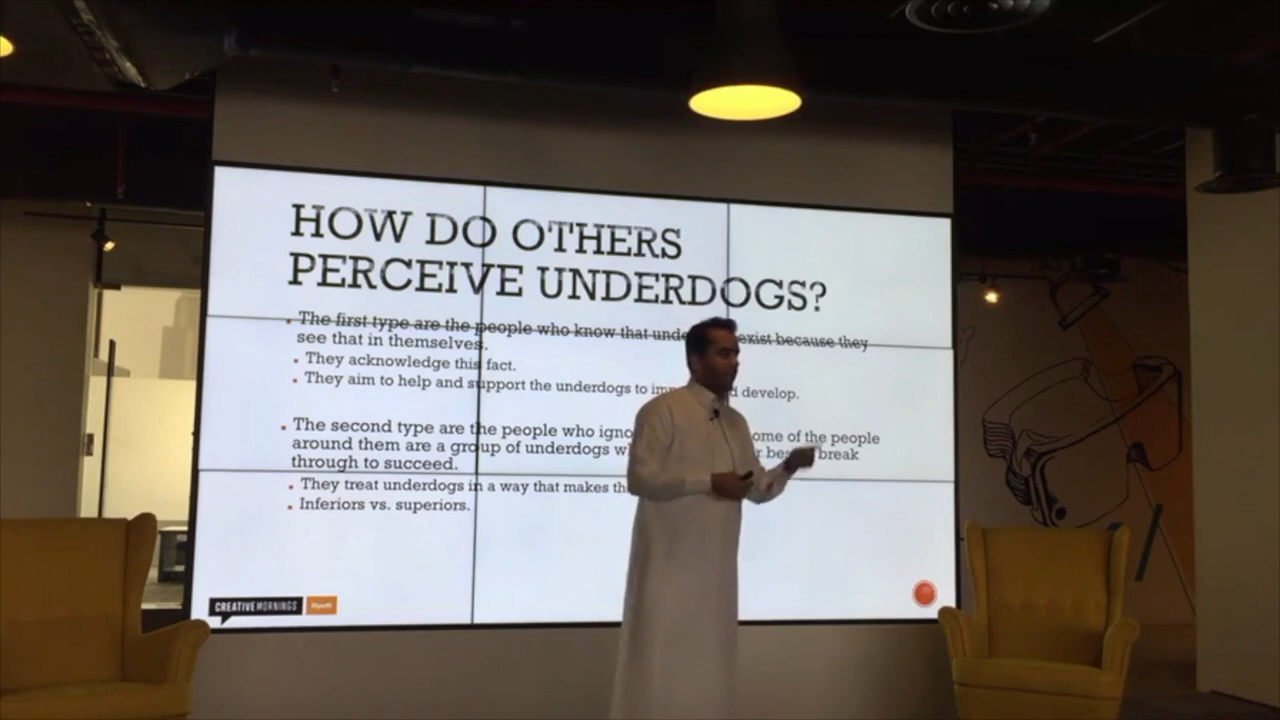 HOW DO OTHERS
PERCEIVE UNDERDOGS?
The first type are the people who know that exist because they
see that in themselves.
They acknowledge this fact.
They aim to help and support the underdogs to develop.
The second type are the people who of the people
around them are a group of underdogs break
through to succeed.
They treat underdogs in a way that makes
Inferiors vs. superiors.
CREATIVEMORNINGS Riyadh